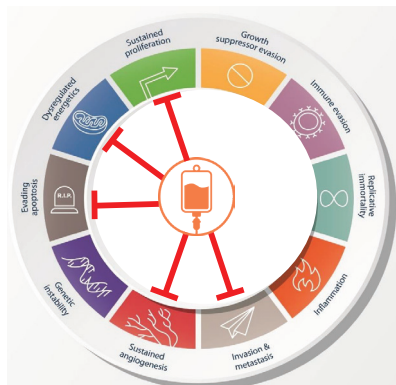 Sustained
proliferation
Growth
suppressor evasion
Immune evasion
Replicative
immortality
Inflammation
Invasion &
metastasis
Sustained
angiogenesis
Genetic
instability
Evading
apoptosis
R.I.P.
Dysregulated
energetics